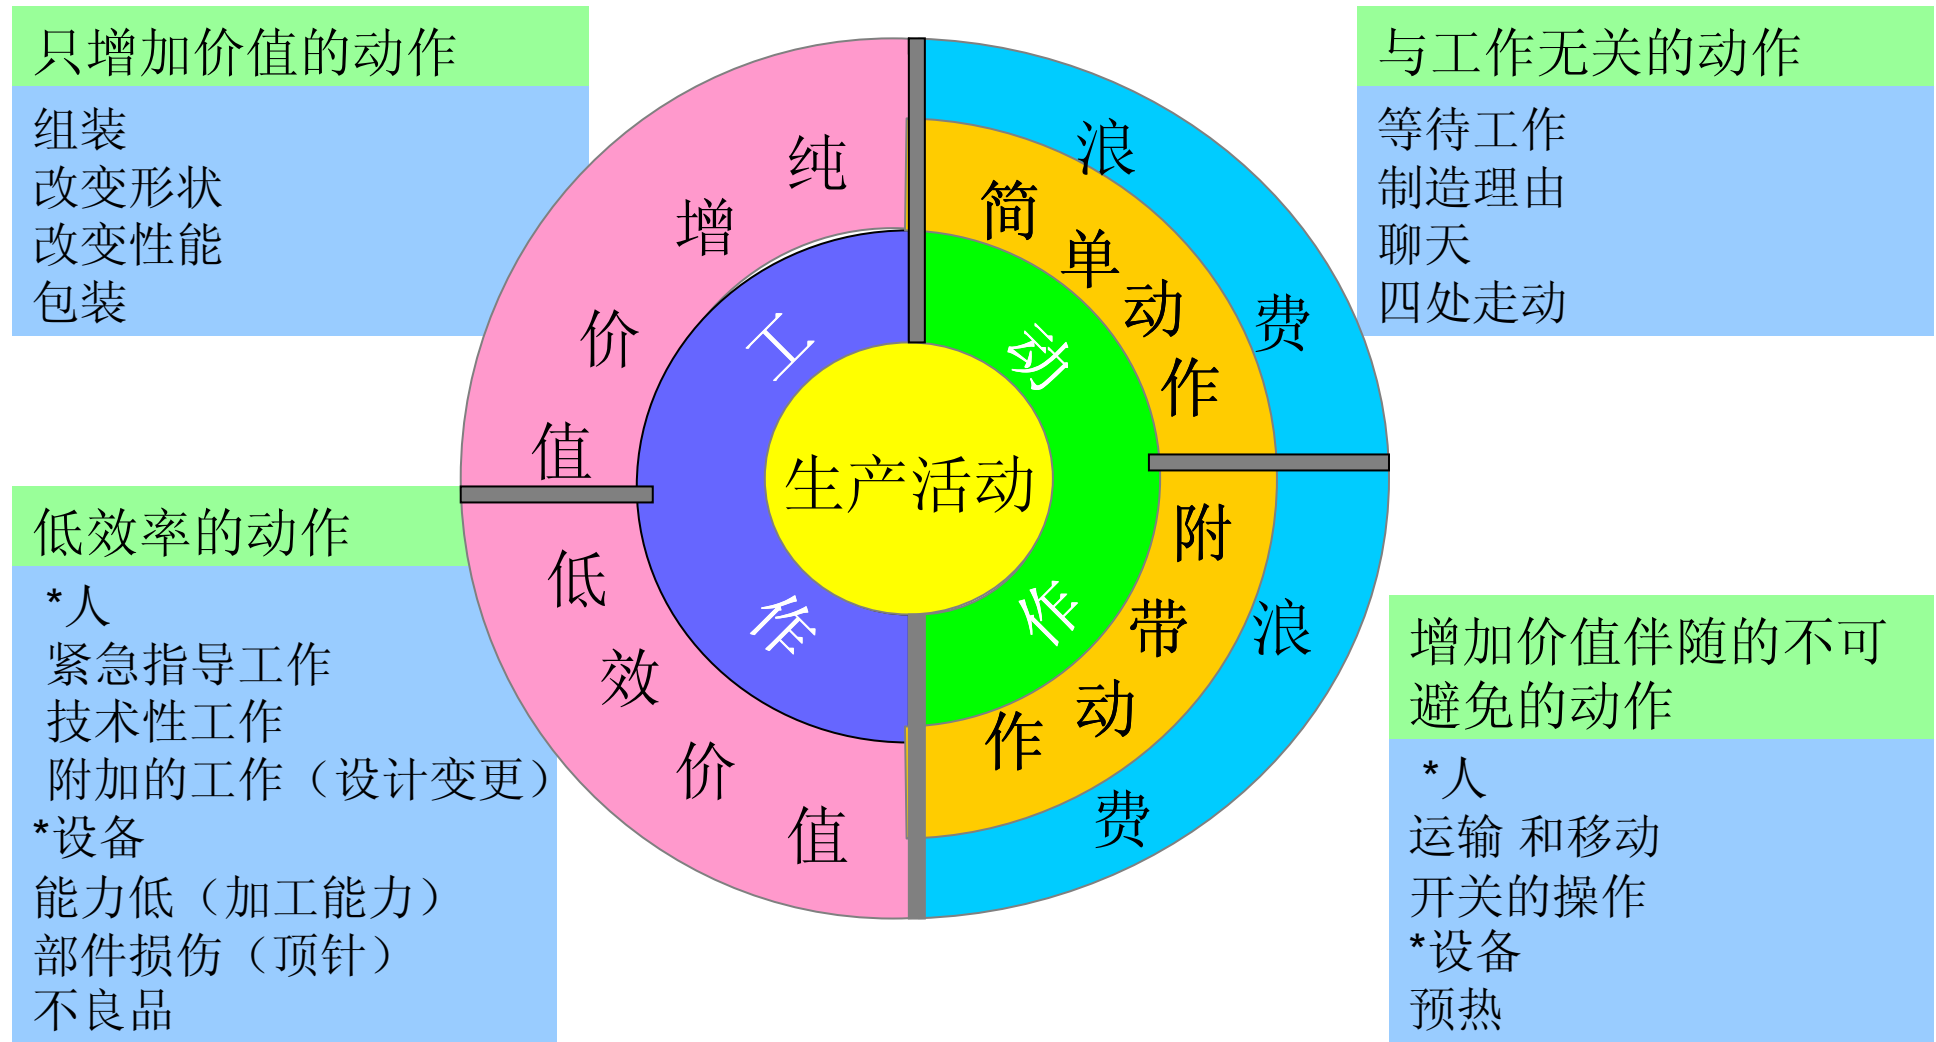 只增加价值的动作
组装
改变形状
改变性能
包装
与工作无关的动作
等待工作
制造理由
聊天
四处走动
纯增价值
低效价值
工作
动作
生产活动
简单动作
附带动作
浪费
浪费
低效率的动作
*人
紧急指导工作
技术性工作
附加的工作（设计变更）
*设备
能力低（加工能力）
部件损伤（顶针）
不良品
增加价值伴随的不可
避免的动作
*人
运输 和移动
开关的操作
*设备
预热